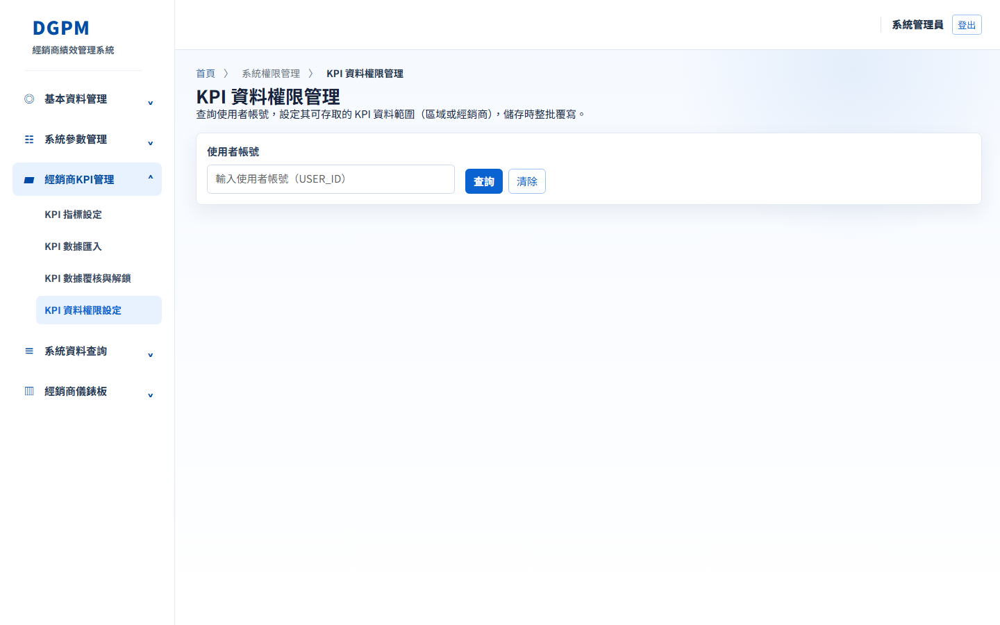 DGPM
經銷商績效管理系統
基本資料管理
系統參數管理
經銷商KPI管理
KPI 指標設定
KPI 數據匯入
KPI 數據覆核與解鎖
KPI 資料權限設定
系統資料查詢
經銷商儀錶板
系統管理員
登出
首頁 〉 系統權限管理 〉 KPI 資料權限管理
KPI 資料權限管理
查詢使用者帳號，設定其可存取的 KPI 資料範圍（區域或經銷商），儲存時整批覆寫。
使用者帳號
輸入使用者帳號（USER_ID）
查詢
清除